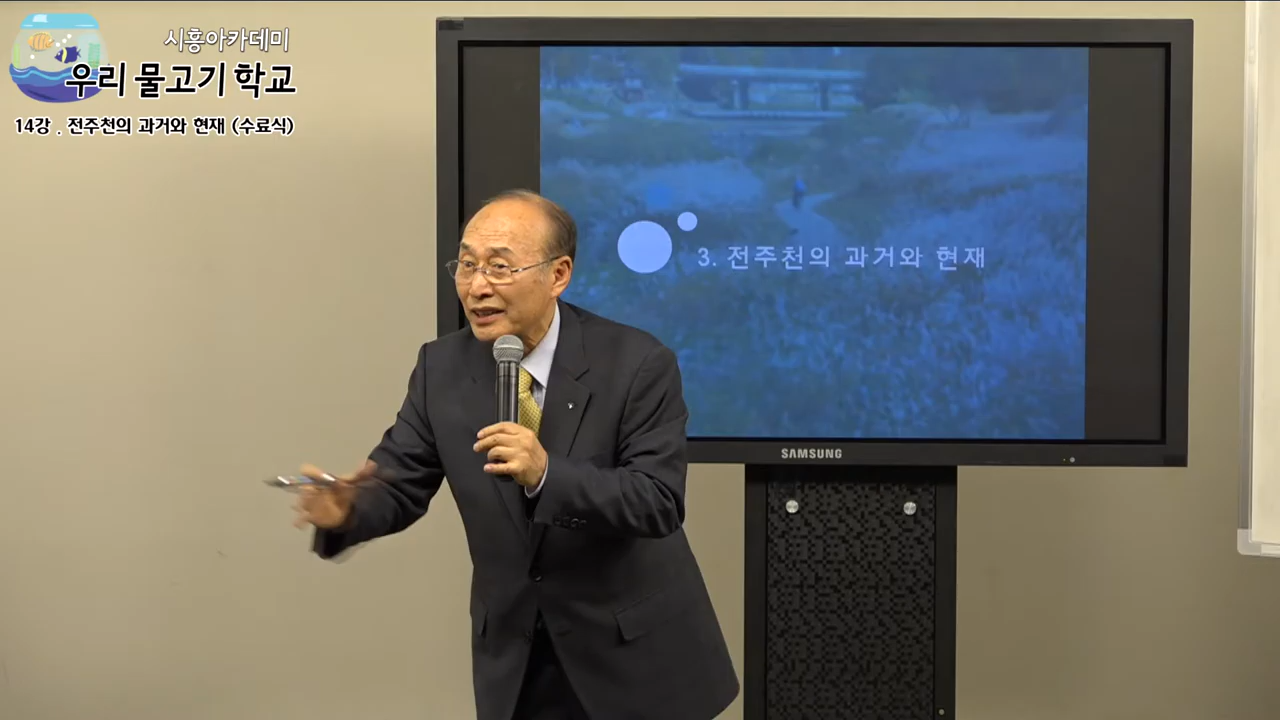 시흥아카데미
우리 물고기 학교
14강 . 전주천의 과거와 현재 (수료식)
3. 전주천의 과거와 현재
SAMSUNG